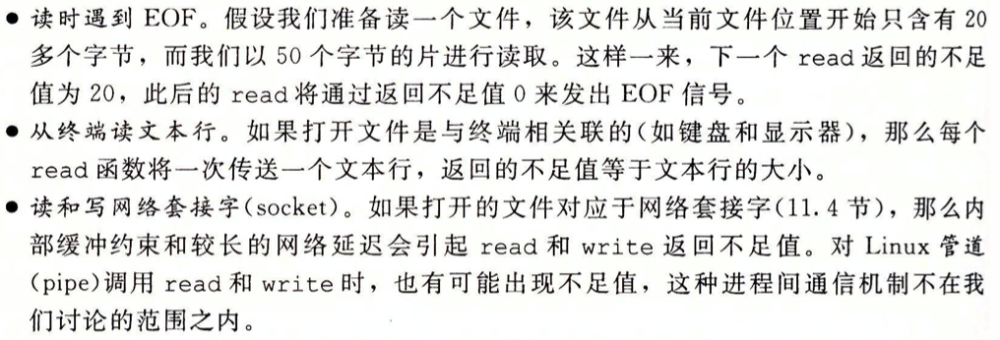 ● 读时遇到 EOF。假设我们准备读一个文件，该文件从当前文件位置开始只含有 20
多个字节，而我们以 50 个字节的片进行读取。这样一来，下一个 read 返回的不足
值为 20，此后的 read 将通过返回不足值 0 来发出 EOF 信号。
● 从终端读文本行。如果打开文件是与终端相关联的(如键盘和显示器)，那么每个
read 函数将一次传送一个文本行，返回的不足值等于文本行的大小。
● 读和写网络套接字(socket)。如果打开的文件对应于网络套接字(11.4 节)，那么内
部缓冲约束和较长的网络延迟会引起 read 和 write 返回不足值。对 Linux 管道
(pipe)调用 read 和 write 时，也有可能出现不足值，这种进程间通信机制不在我
们讨论的范围之内。